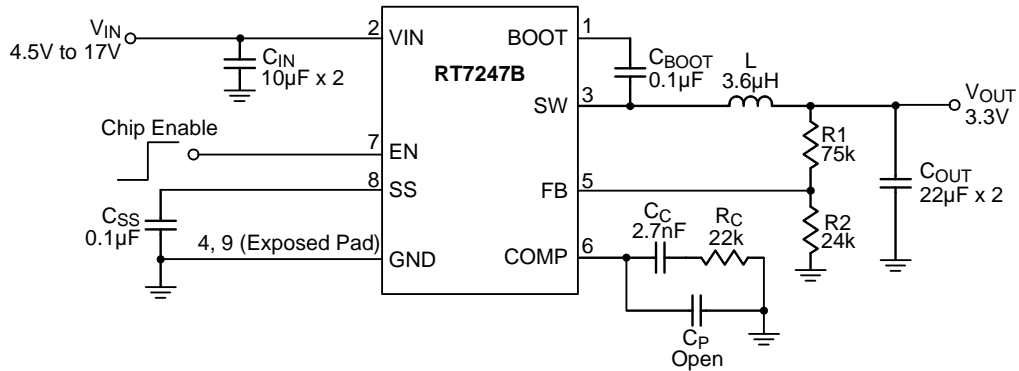 VIN
4.5V to 17V
CIN
10µF x 2
2
VIN
RT7247B
BOOT
1
CBOOT
0.1µF
L
3.6µH
SW
3
VOUT
3.3V
R1
75k
COUT
22µF x 2
Chip Enable
7
EN
8
SS
FB
5
R2
24k
CSS
0.1µF
4, 9 (Exposed Pad)
GND
COMP
6
CC
2.7nF
RC
22k
CP
Open